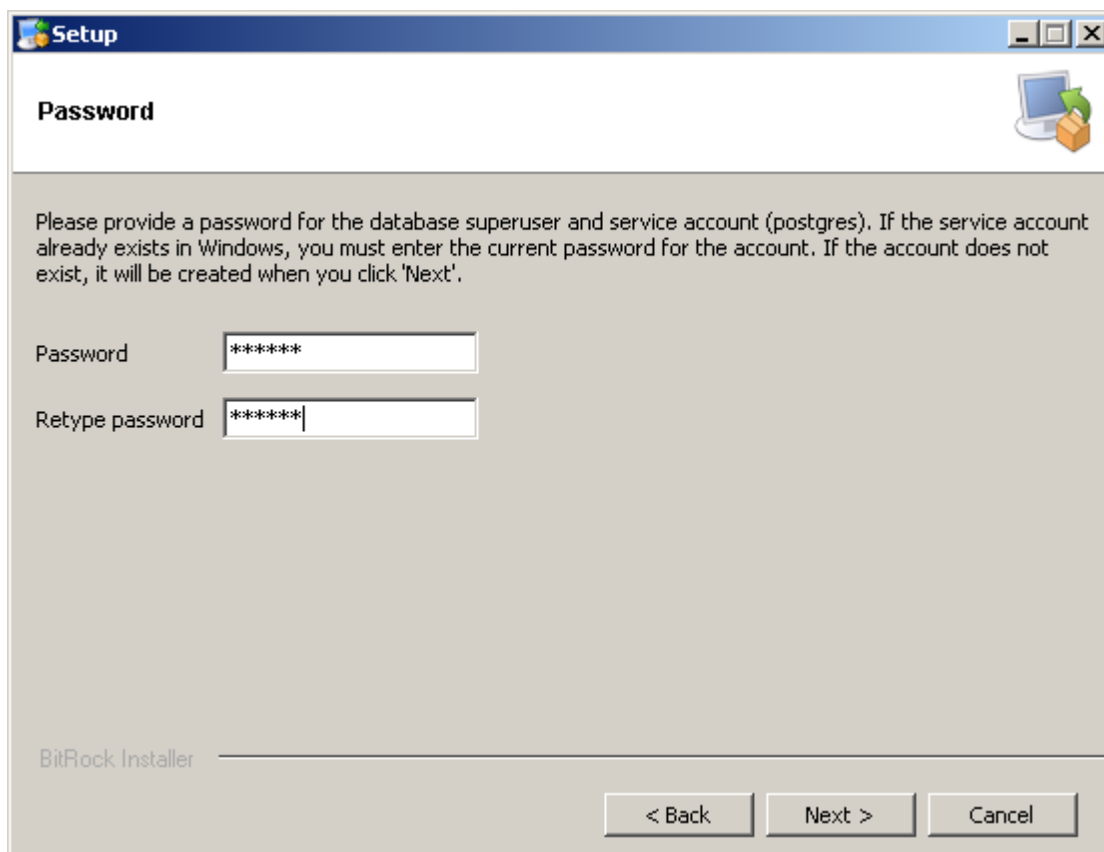 Setup
Password
Please provide a password for the database superuser and service account (postgres). If the service account
already exists in Windows, you must enter the current password for the account. If the account does not
exist, it will be created when you click 'Next'.
Password ******
Retype password ******
BitRock Installer
< Back Next > Cancel